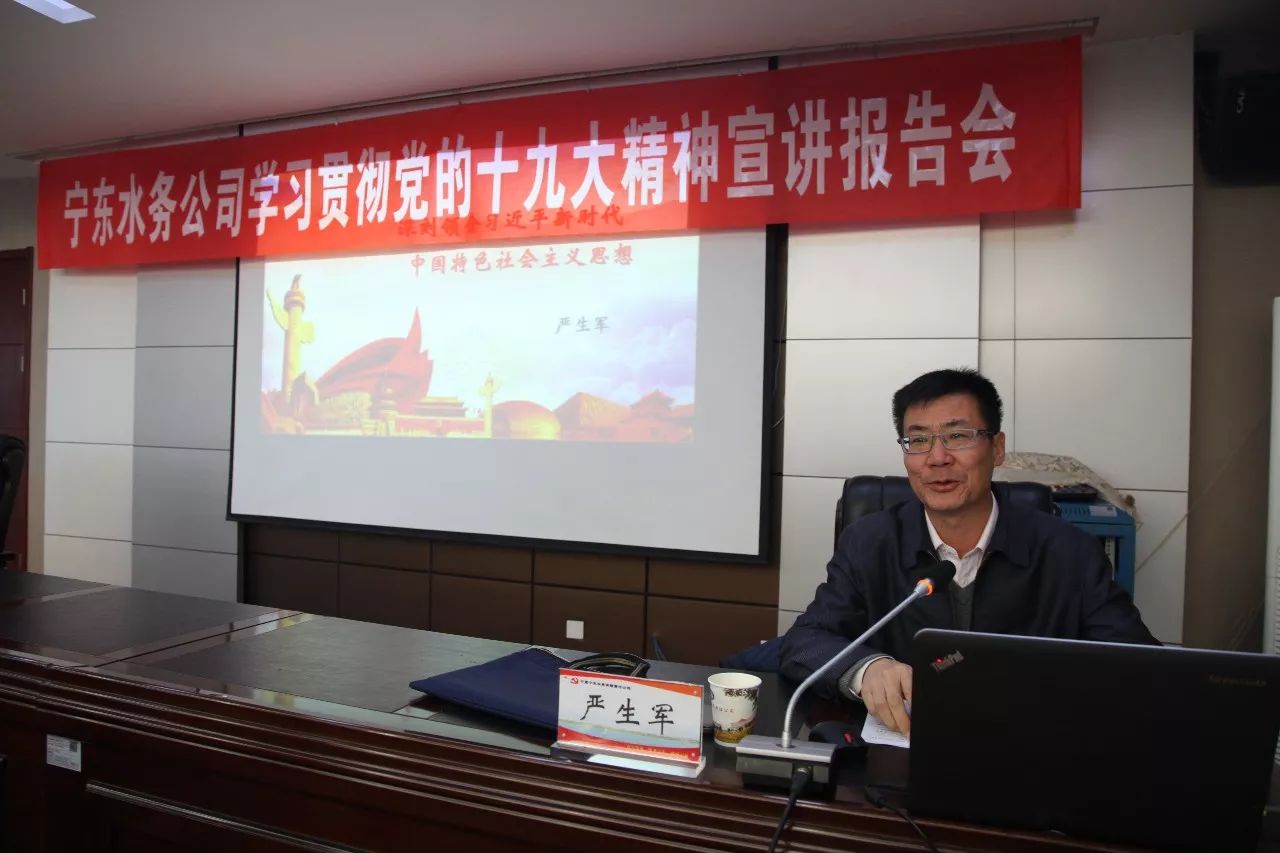 宁东水务公司学习贯彻党的十九大精神宣讲报告会
深刻领会习近平新时代
中国特色社会主义思想
严生军
严生军
ThinkPad